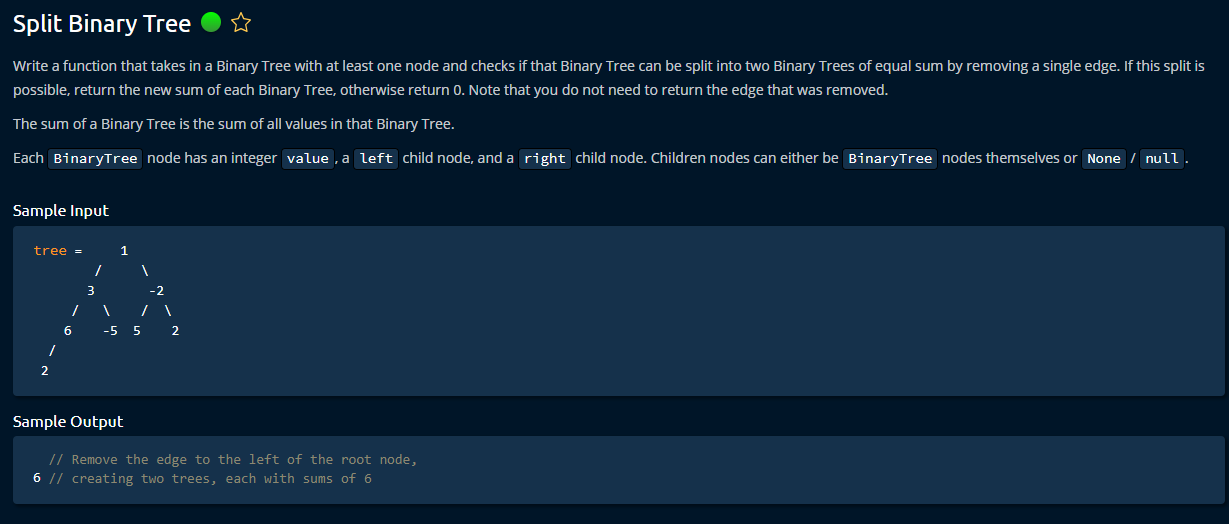 Split Binary Tree
Write a function that takes in a Binary Tree with at least one node and checks if that Binary Tree can be split into two Binary Trees of equal sum by removing a single edge. If this split is
possible, return the new sum of each Binary Tree, otherwise return 0. Note that you do not need to return the edge that was removed.
The sum of a Binary Tree is the sum of all values in that Binary Tree.
Each BinaryTree node has an integer value, a left child node, and a right child node. Children nodes can either be BinaryTree nodes themselves or None / null.
Sample Input
tree =     1
        /     \
       3       -2
     /   \    /  \
    6    -5  5    2
  /
 2
Sample Output
  // Remove the edge to the left of the root node,
6 // creating two trees, each with sums of 6